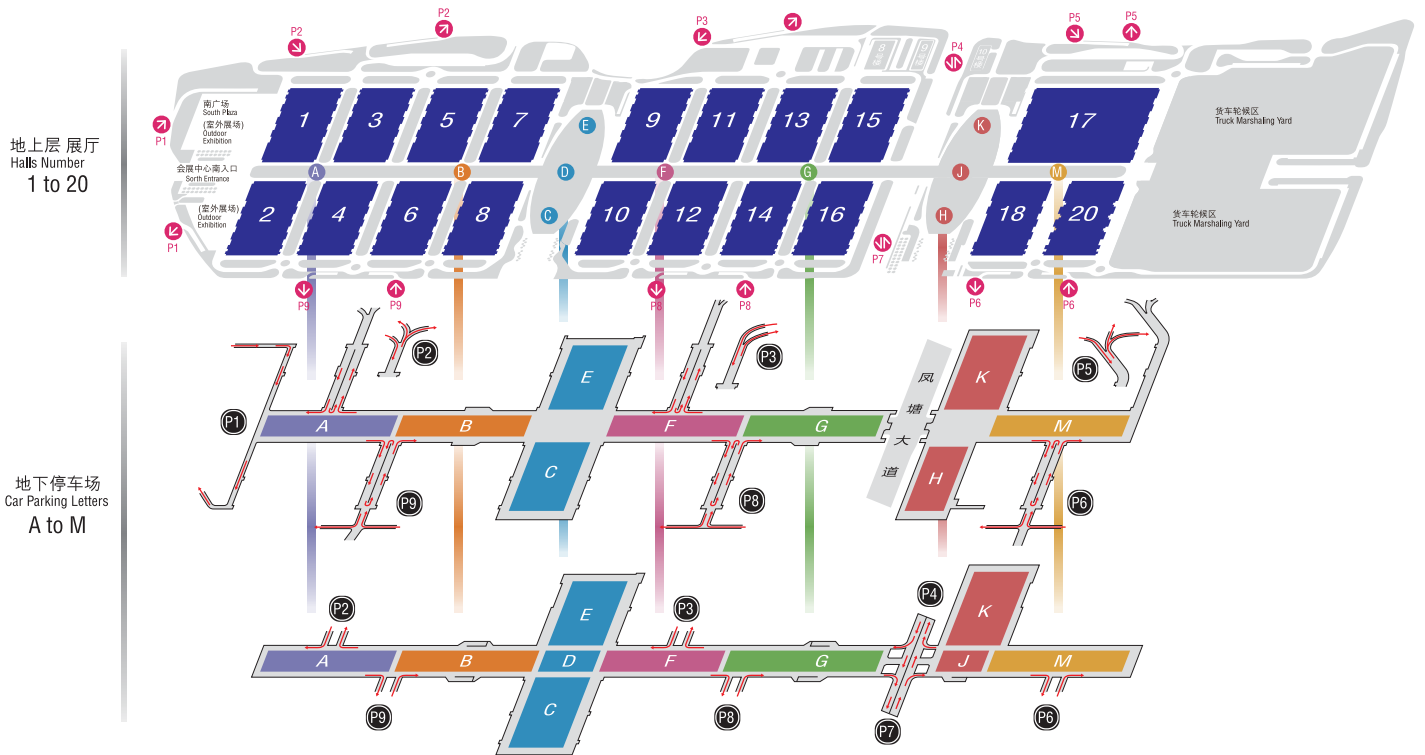 P2
P2
P3
P4
P5
P5
8
9
10
地上层 展厅
Halls Number
1 to 20
P1
南广场
South Plaza
(室外展场)
Outdoor
Exhibition
1
3
5
7
E
9
11
13
15
K
17
货车轮候区
Truck Marshaling Yard
会展中心南入口
Sorth Entrance
A
B
D
F
G
J
M
(室外展场)
Outdoor
Exhibition
P1
2
4
6
8
C
10
12
14
16
H
18
20
货车轮候区
Truck Marshaling Yard
P7
P9
P9
P8
P8
P6
P6
地下停车场
Car Parking Letters
A to M
P2
P3
P5
E
凤塘大道
K
P1
A
B
F
G
M
C
H
P9
P8
P6
P2
P3
P4
E
K
A
B
D
F
G
J
M
C
P9
P8
P7
P6